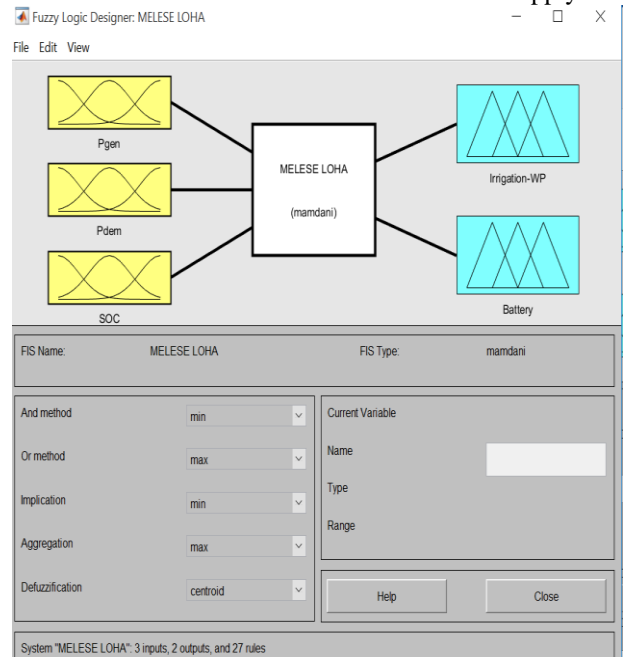 Fuzzy Logic Designer: MELESE LOHA
File Edit View
Pgen
Pdem
SOC
MELESE LOHA
(mamdani)
Irrigation-WP
Battery
FIS Name: MELESE LOHA FIS Type: mamdani
And method min
Or method max
Implication min
Aggregation max
Defuzzification centroid
Current Variable
Name
Type
Range
Help Close
System "MELESE LOHA": 3 inputs, 2 outputs, and 27 rules